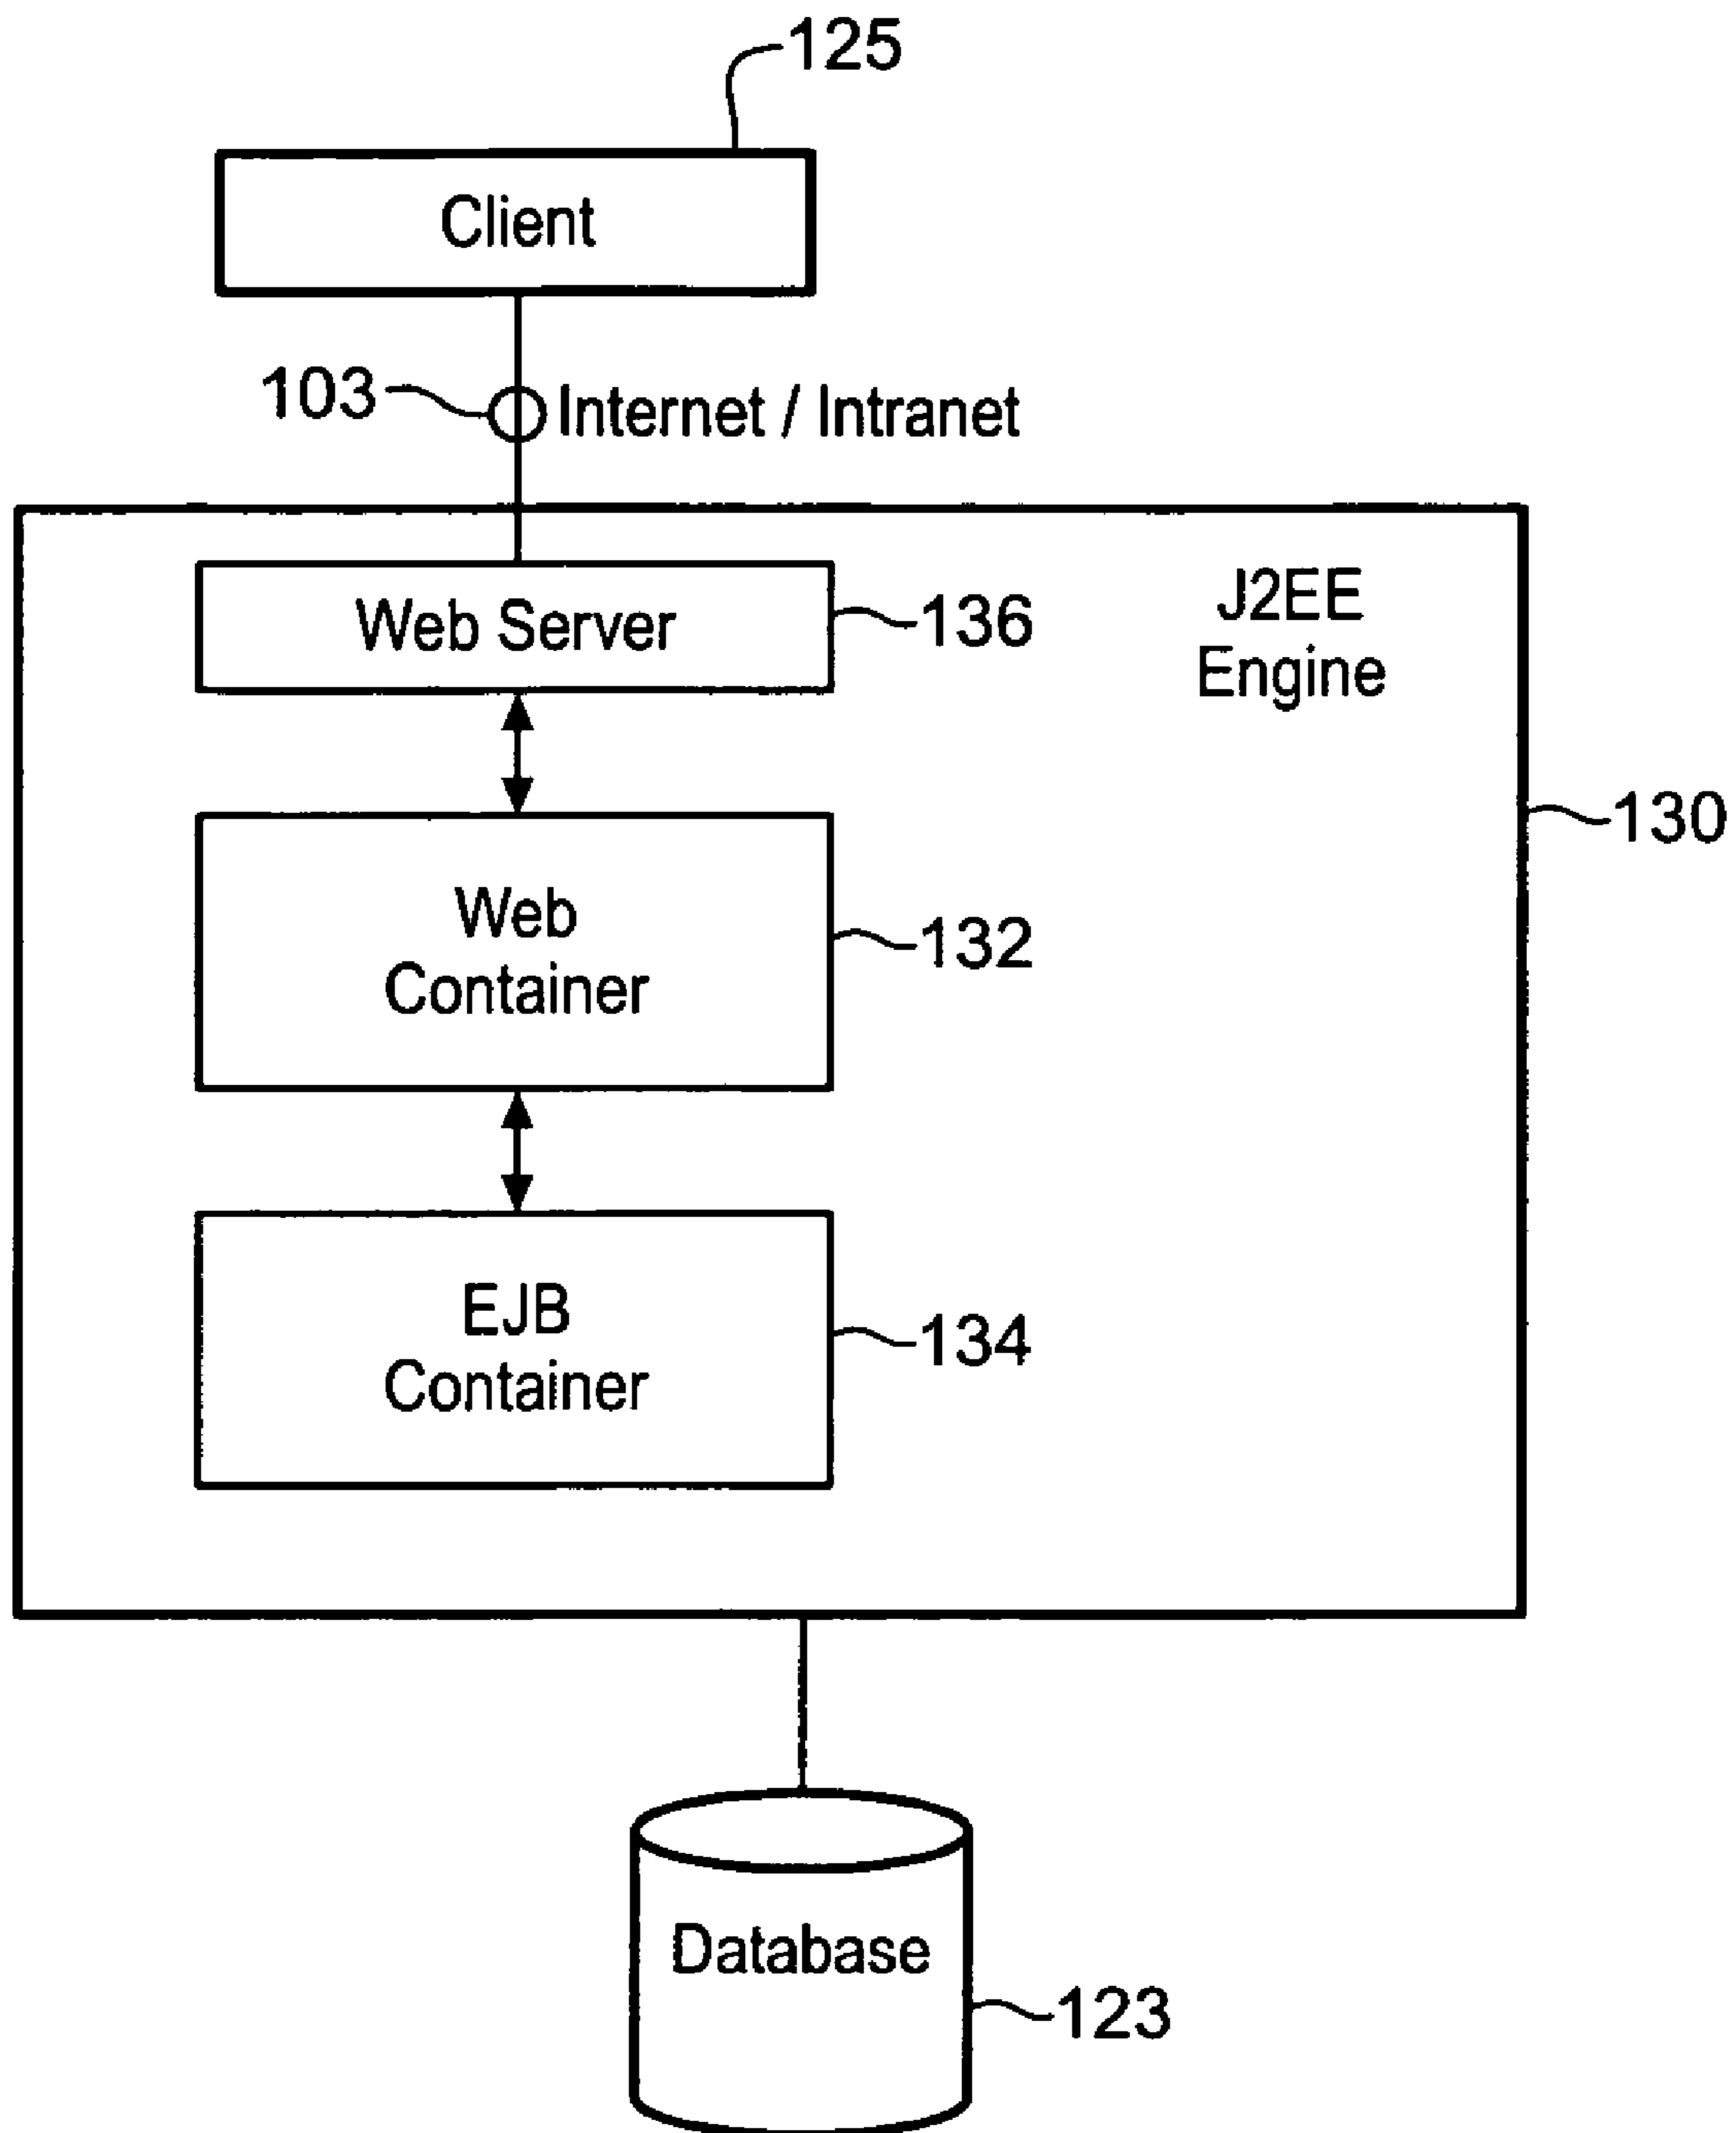 125
Client
103
Internet / Intranet
Web Server
136
J2EE
Engine
130
Web
Container
132
EJB
Container
134
Database
123